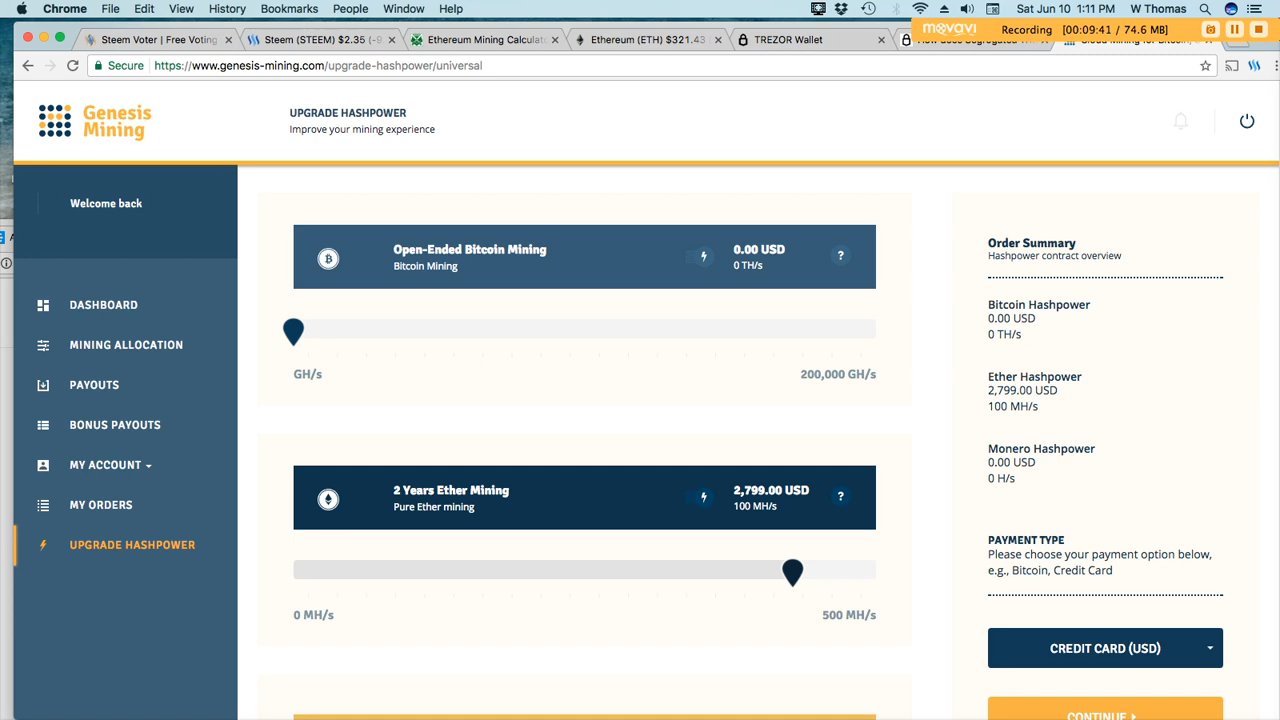 Chrome File Edit View History Bookmarks People Window Help
Sat Jun 10 1:11 PM W Thomas
movavi Recording [00:09:41 / 74.6 MB]
Steem Voter | Free Voting
Steem (STEEM) $2.35 (-9
Ethereum Mining Calculat
Ethereum (ETH) $321.43
TREZOR Wallet
Secure https://www.genesis-mining.com/upgrade-hashpower/universal
Genesis
Mining
UPGRADE HASHPOWER
Improve your mining experience
Welcome back
DASHBOARD
MINING ALLOCATION
PAYOUTS
BONUS PAYOUTS
MY ACCOUNT
MY ORDERS
UPGRADE HASHPOWER
Open-Ended Bitcoin Mining
Bitcoin Mining
0.00 USD
0 TH/s
?
GH/s
200,000 GH/s
2 Years Ether Mining
Pure Ether mining
2,799.00 USD
100 MH/s
?
0 MH/s
500 MH/s
Order Summary
Hashpower contract overview
Bitcoin Hashpower
0.00 USD
0 TH/s
Ether Hashpower
2,799.00 USD
100 MH/s
Monero Hashpower
0.00 USD
0 H/s
PAYMENT TYPE
Please choose your payment option below,
e.g., Bitcoin, Credit Card
CREDIT CARD (USD)
CONTINUE